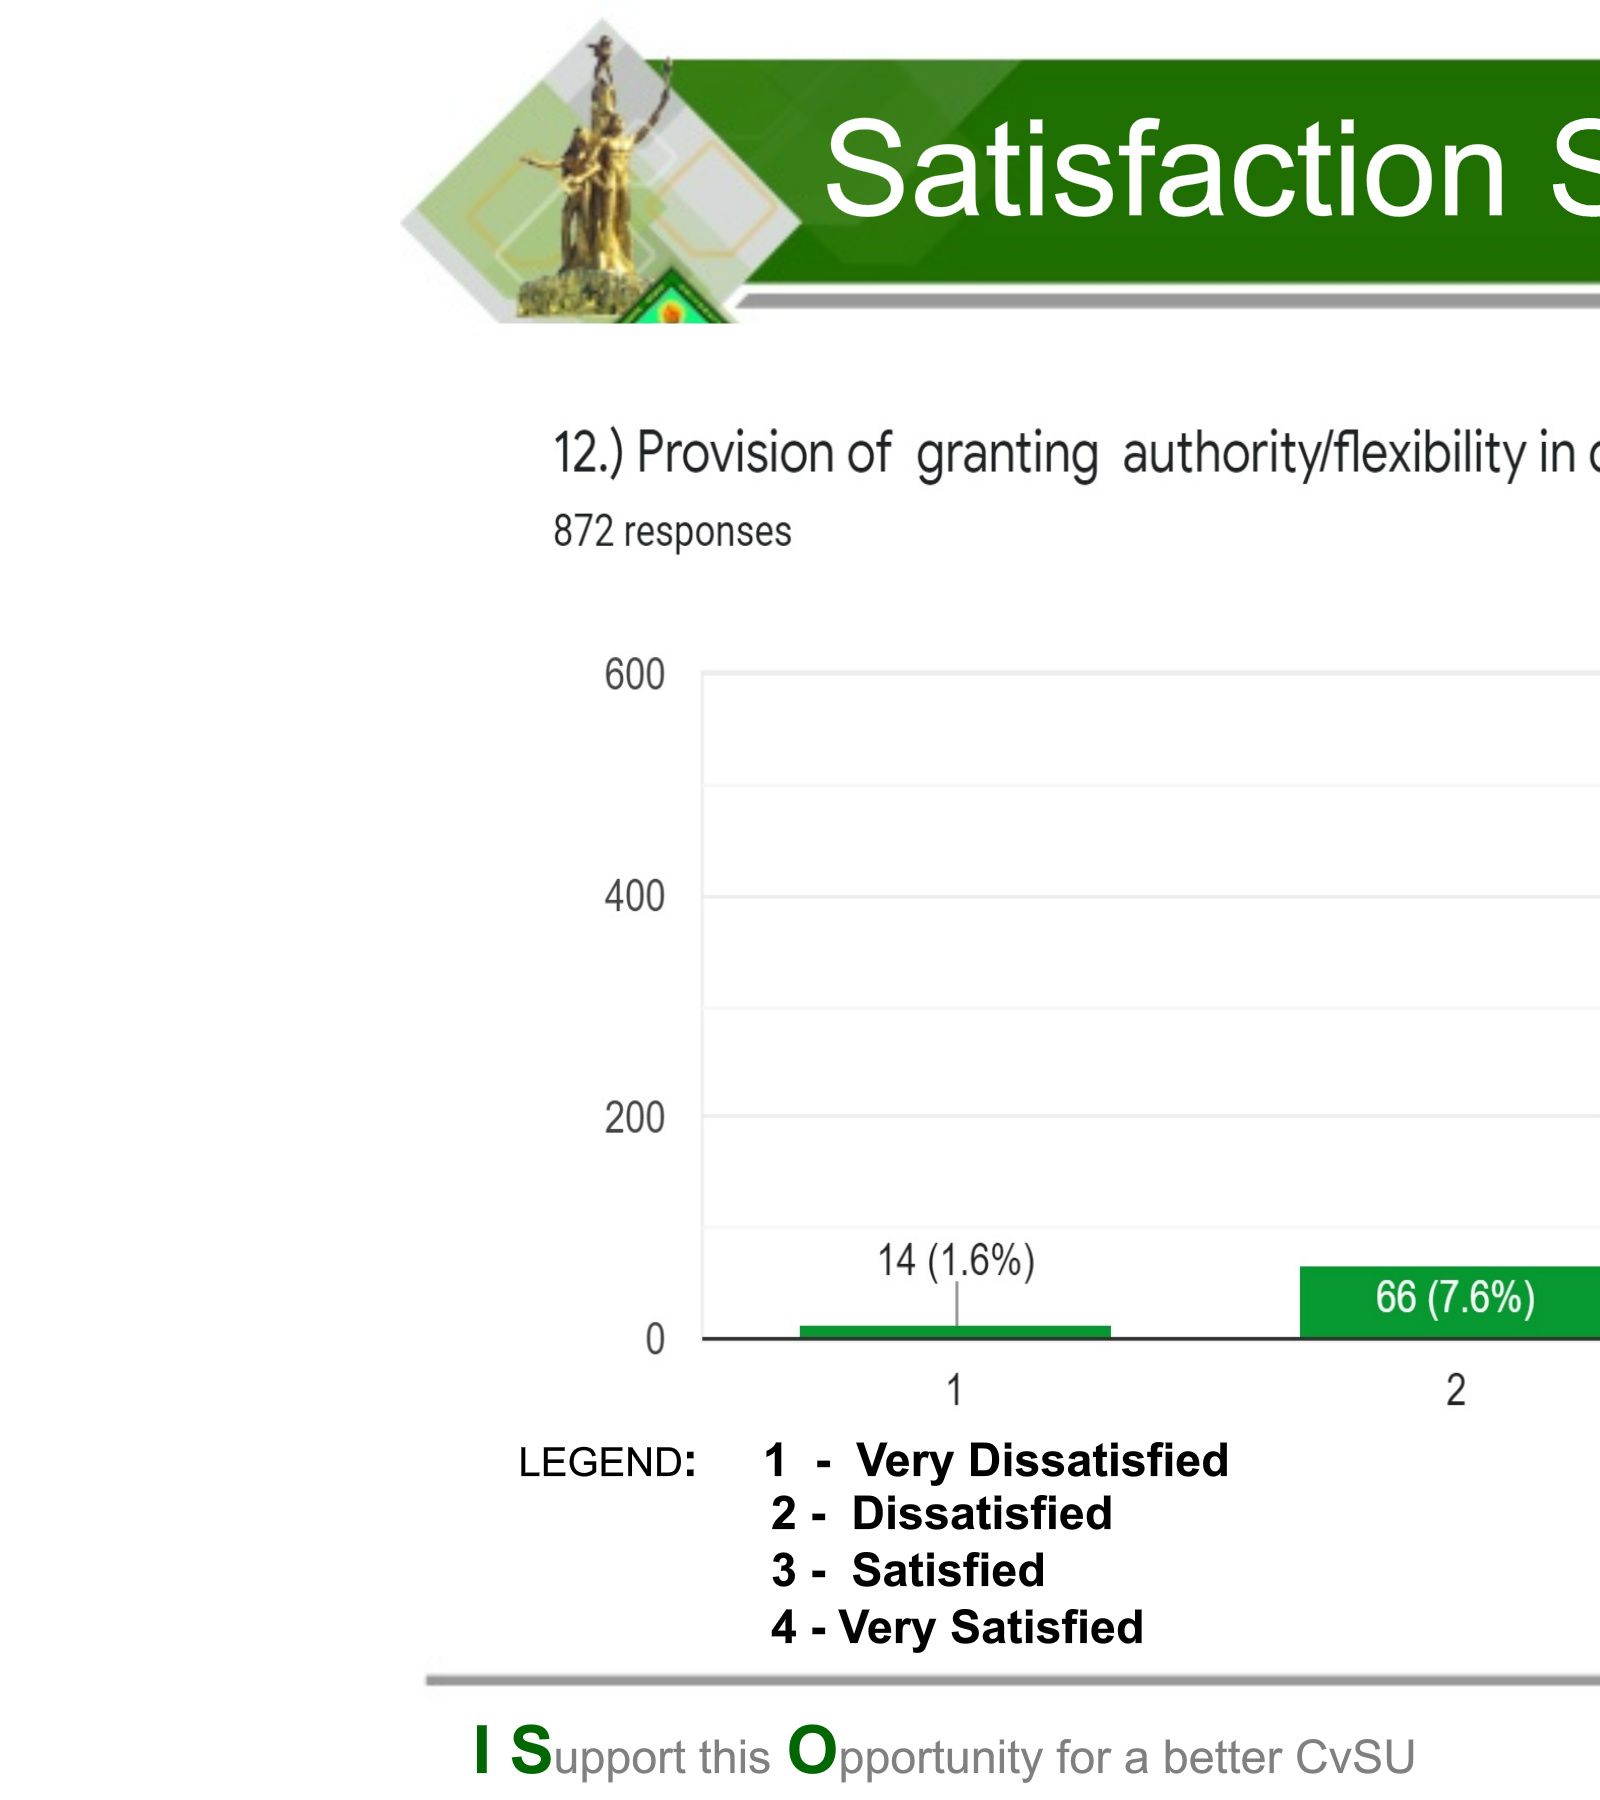 Satisfaction
12.) Provision of granting authority/flexibility in
872 responses
600
400
200
0
14 (1.6%)
66 (7.6%)
1
2
LEGEND: 1 - Very Dissatisfied
2 - Dissatisfied
3 - Satisfied
4 - Very Satisfied
I Support this Opportunity for a better CvSU